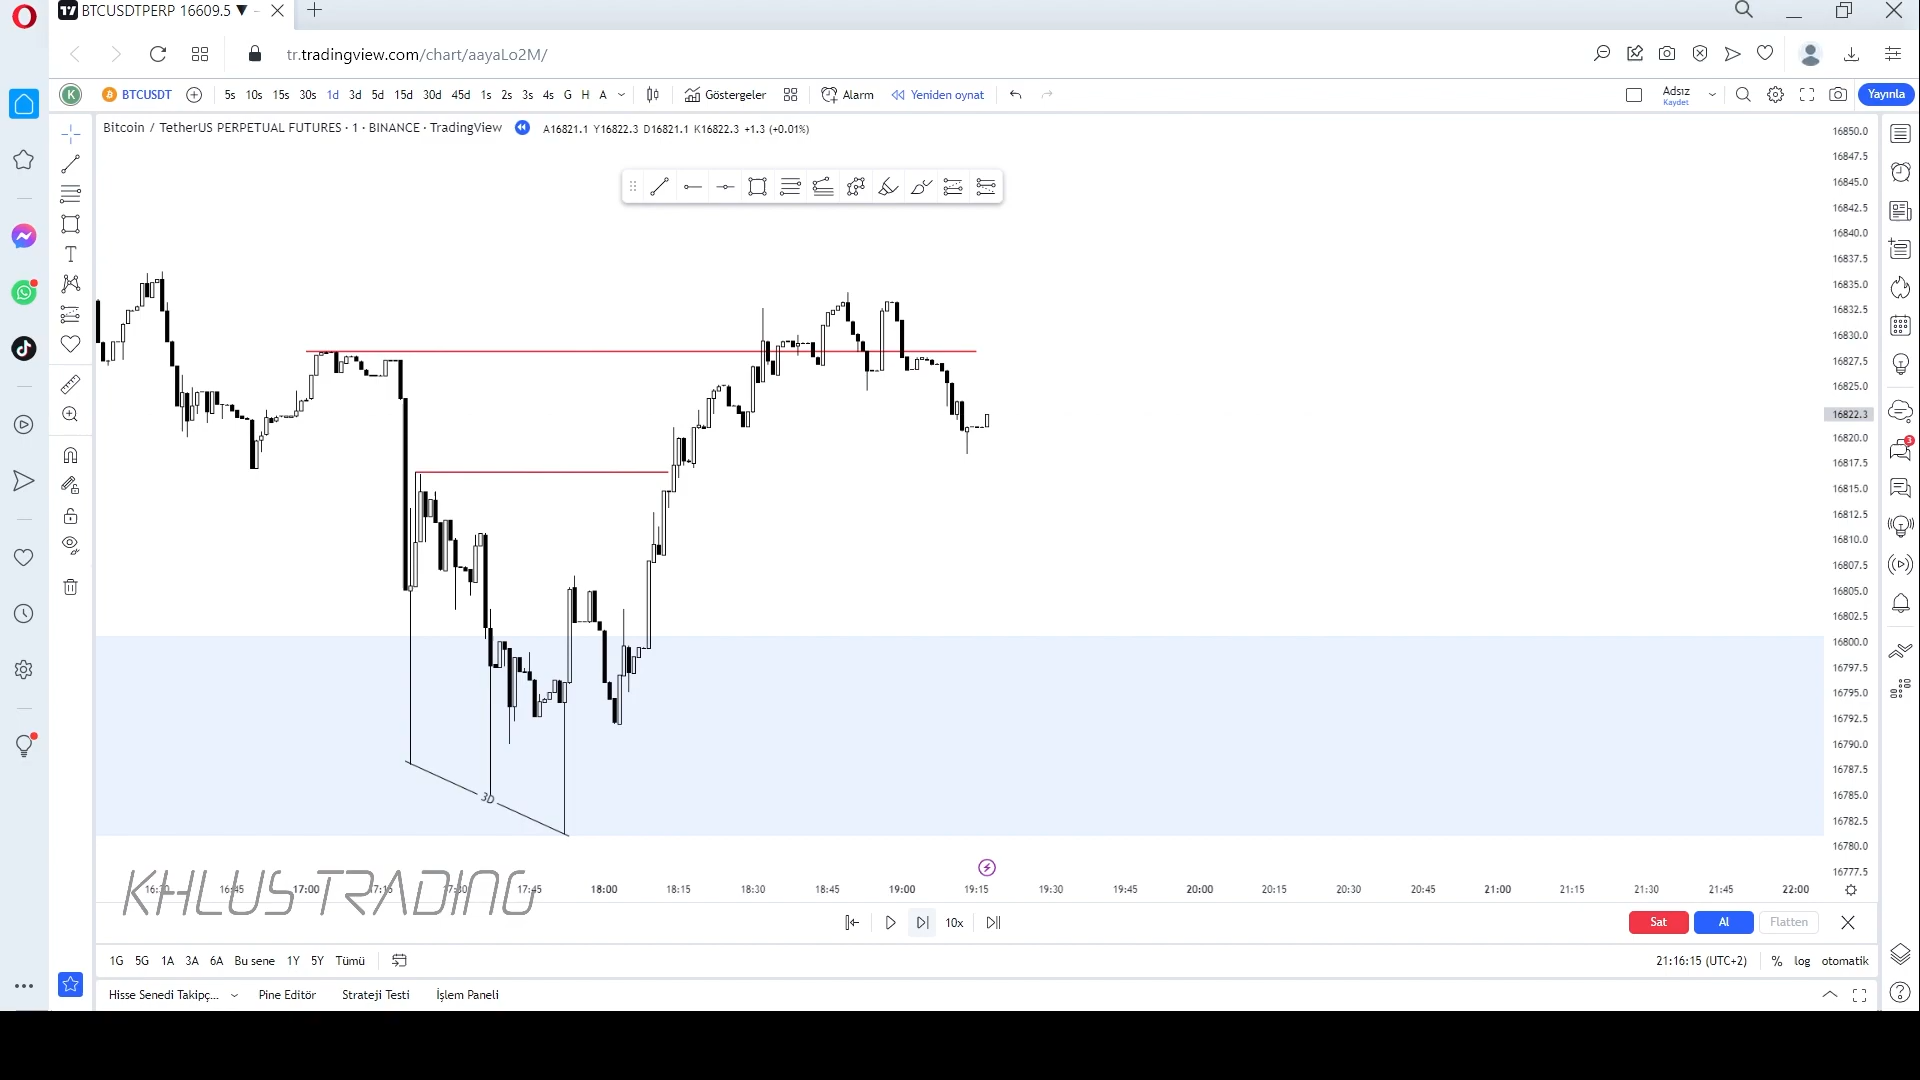 BTCUSDTPERP 16609.5 ▼ -
tr.tradingview.com/chart/aayaLo2M/
K
BTCUSDT
5s 10s 15s 30s 1d 3d 5d 15d 30d 45d 1s 2s 3s 4s G H A
Göstergeler
Alarm
Yeniden oynat
Adsız
Kaydet
Yayınla
Bitcoin / TetherUS PERPETUAL FUTURES · 1 · BINANCE · TradingView
A16821.1 Y16822.3 D16821.1 K16822.3 +1.3 (+0.01%)
16850.0
16847.5
16845.0
16842.5
16840.0
16837.5
16835.0
16832.5
16830.0
16827.5
16825.0
16822.3
16820.0
16817.5
16815.0
16812.5
16810.0
16807.5
16805.0
16802.5
16800.0
16797.5
16795.0
16792.5
16790.0
16787.5
16785.0
16782.5
16780.0
16777.5
3
3D
KHLUS TRADING
16:30 16:45 17:00 17:15 17:30 17:45 18:00 18:15 18:30 18:45 19:00 19:15 19:30 19:45 20:00 20:15 20:30 20:45 21:00 21:15 21:30 21:45 22:00
10x
Sat
Al
Flatten
1G 5G 1A 3A 6A Bu sene 1Y 5Y Tümü
21:16:15 (UTC+2)
% log otomatik
Hisse Senedi Takipç...
Pine Editör
Strateji Testi
İşlem Paneli